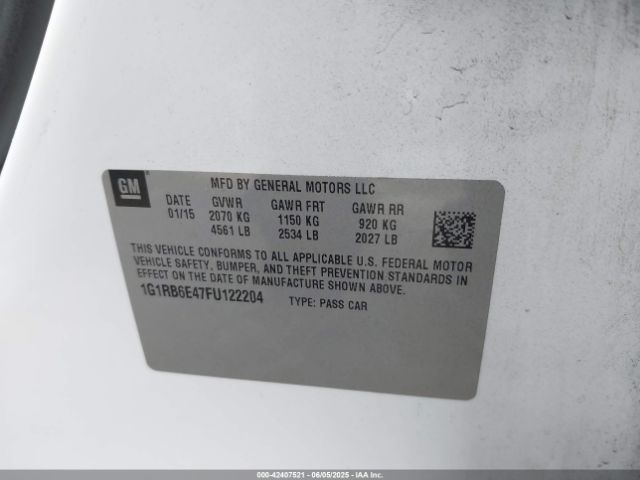 GM
MFD BY GENERAL MOTORS LLC
DATE GVWR GAWR FRT GAWR RR
01/15 2070 KG 1150 KG 920 KG
4561 LB 2534 LB 2027 LB
THIS VEHICLE CONFORMS TO ALL APPLICABLE U.S. FEDERAL MOTOR
VEHICLE SAFETY, BUMPER, AND THEFT PREVENTION STANDARDS IN
EFFECT ON THE DATE OF MANUFACTURE SHOWN ABOVE.
1G1RB6E47FU122204 TYPE: PASS CAR
000-42407521 - 06/05/2025 - IAAI.COM